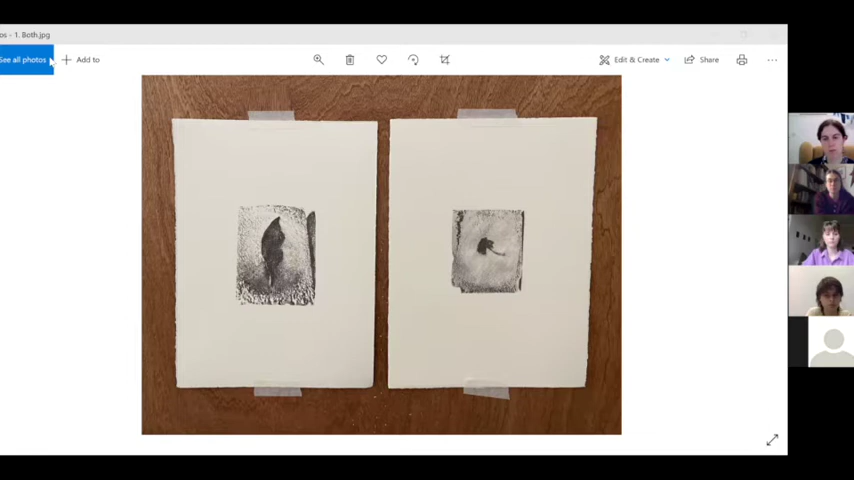 os - 1. Both.jpg
See all photos
Add to
Edit & Create
Share